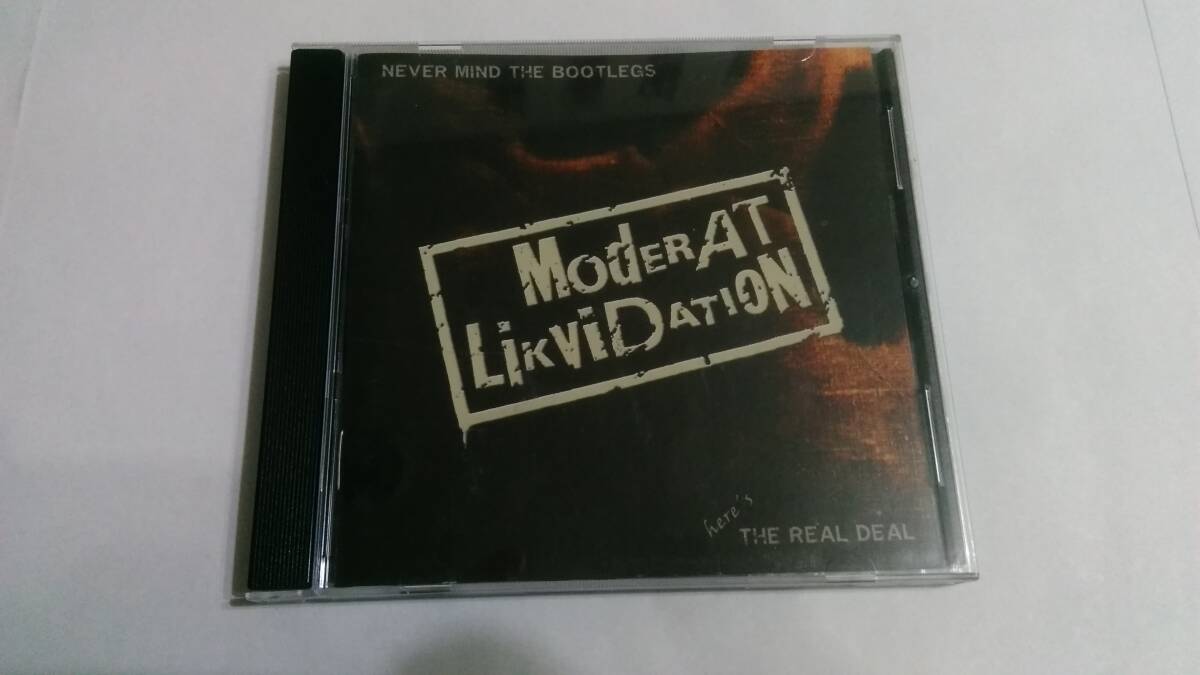 NEVER MIND THE BOOTLEGS
ModerAT
LikViDATiON
here's
THE REAL DEAL